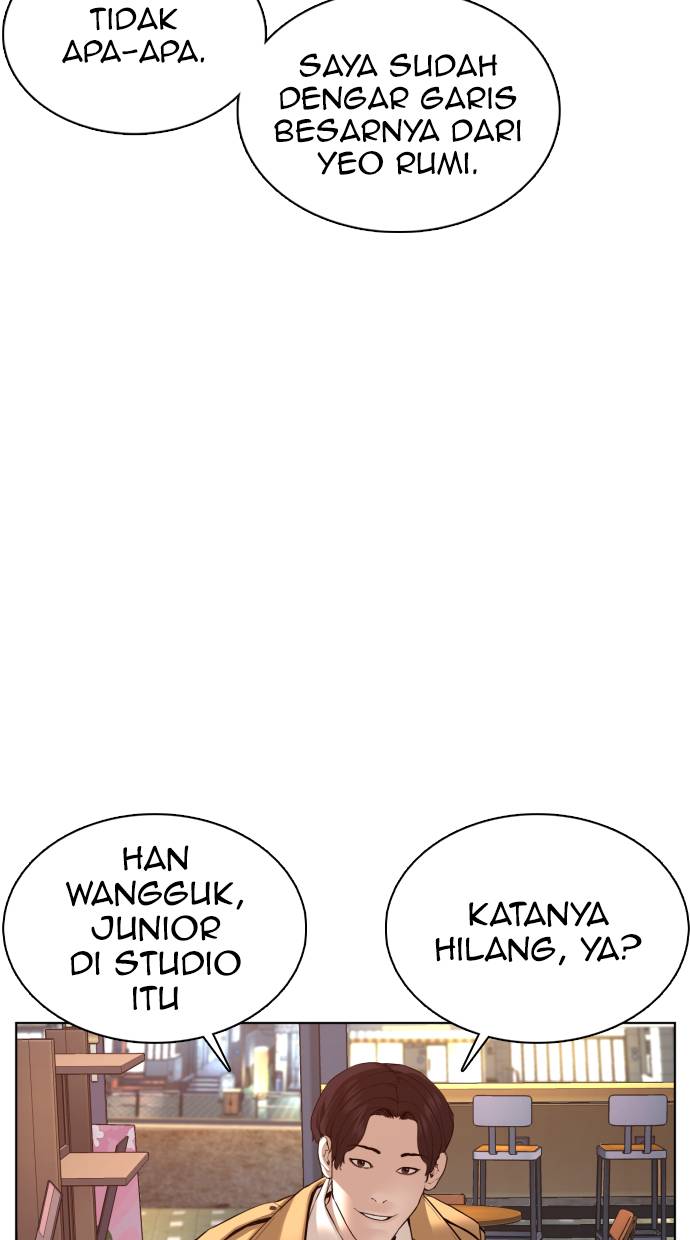 TIDAK
APA-APA.
SAYA SUDAH
DENGAR GARIS
BESARNYA DARI
YEO RUMI.
HAN
WANGGUK,
JUNIOR
DI STUDIO
ITU
KATANYA
HILANG, YA?